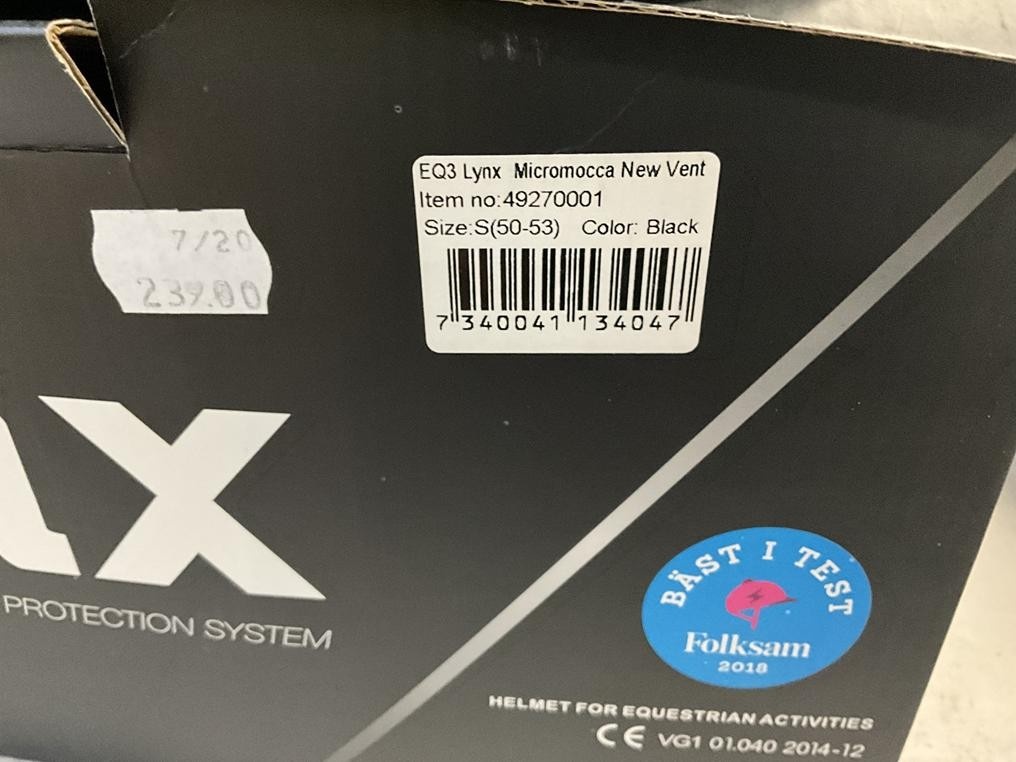 EQ3 Lynx Micromocca New Vent
Item no:49270001
Size:S(50-53) Color: Black
7 340041 134047
7/20
239.00
AX
PROTECTION SYSTEM
BÄST I TEST
Folksam
2018
HELMET FOR EQUESTRIAN ACTIVITIES
CE VG1 01.040 2014-12